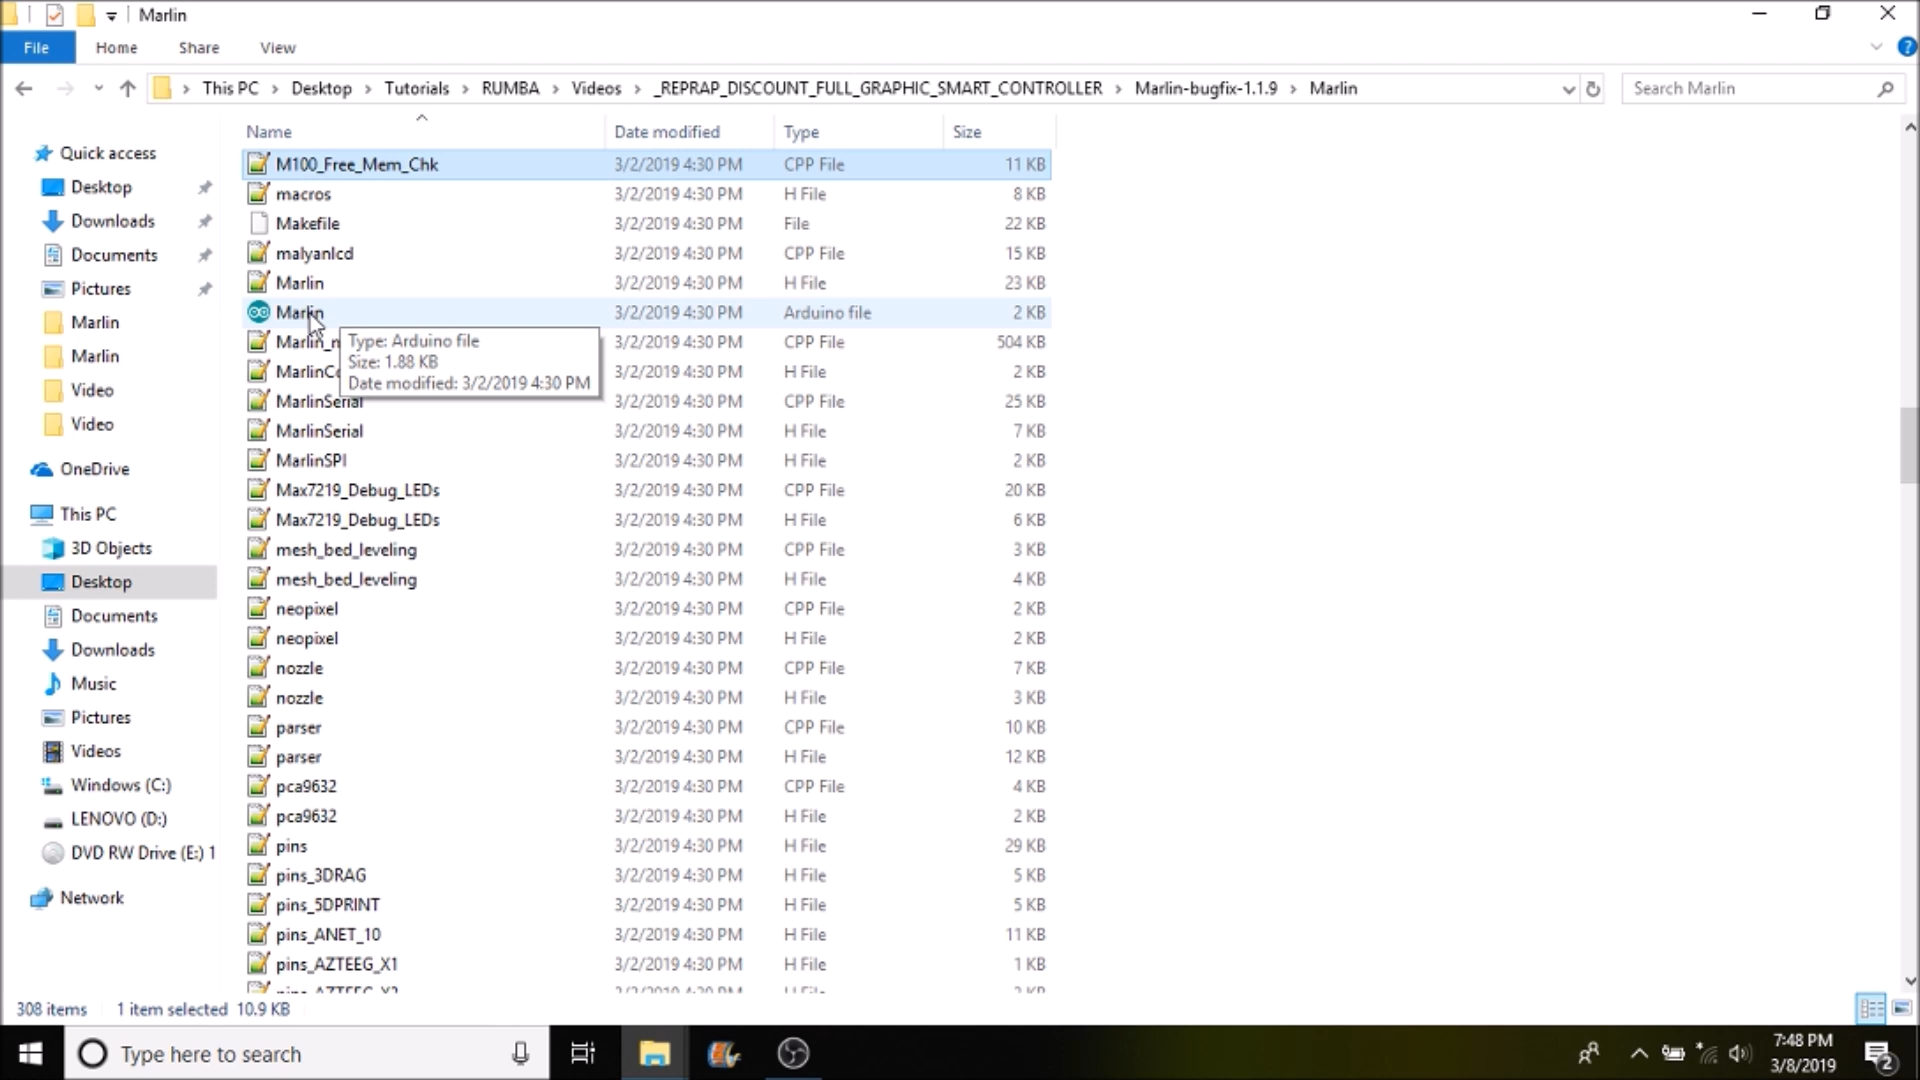 Marlin
File Home Share View
This PC Desktop Tutorials RUMBA Videos _REPRAP_DISCOUNT_FULL_GRAPHIC_SMART_CONTROLLER Marlin-bugfix-1.1.9 Marlin
Search Marlin
Quick access
Desktop
Downloads
Documents
Pictures
Marlin
Marlin
Video
Video
OneDrive
This PC
3D Objects
Desktop
Documents
Downloads
Music
Pictures
Videos
Windows (C:)
LENOVO (D:)
DVD RW Drive (E:) 1
Network
Name Date modified Type Size
M100_Free_Mem_Chk 3/2/2019 4:30 PM CPP File 11 KB
macros 3/2/2019 4:30 PM H File 8 KB
Makefile 3/2/2019 4:30 PM File 22 KB
malyanlcd 3/2/2019 4:30 PM CPP File 15 KB
Marlin 3/2/2019 4:30 PM H File 23 KB
Marlin 3/2/2019 4:30 PM Arduino file 2 KB
Marlin_ 3/2/2019 4:30 PM CPP File 504 KB
MarlinC 3/2/2019 4:30 PM H File 2 KB
Type: Arduino file
Size: 1.88 KB
Date modified: 3/2/2019 4:30 PM
MarlinSerial 3/2/2019 4:30 PM CPP File 25 KB
MarlinSerial 3/2/2019 4:30 PM H File 7 KB
MarlinSPI 3/2/2019 4:30 PM H File 2 KB
Max7219_Debug_LEDs 3/2/2019 4:30 PM CPP File 20 KB
Max7219_Debug_LEDs 3/2/2019 4:30 PM H File 6 KB
mesh_bed_leveling 3/2/2019 4:30 PM CPP File 3 KB
mesh_bed_leveling 3/2/2019 4:30 PM H File 4 KB
neopixel 3/2/2019 4:30 PM CPP File 2 KB
neopixel 3/2/2019 4:30 PM H File 2 KB
nozzle 3/2/2019 4:30 PM CPP File 7 KB
nozzle 3/2/2019 4:30 PM H File 3 KB
parser 3/2/2019 4:30 PM CPP File 10 KB
parser 3/2/2019 4:30 PM H File 12 KB
pca9632 3/2/2019 4:30 PM CPP File 4 KB
pca9632 3/2/2019 4:30 PM H File 2 KB
pins 3/2/2019 4:30 PM H File 29 KB
pins_3DRAG 3/2/2019 4:30 PM H File 5 KB
pins_5DPRINT 3/2/2019 4:30 PM H File 5 KB
pins_ANET_10 3/2/2019 4:30 PM H File 11 KB
pins_AZTEEG_X1 3/2/2019 4:30 PM H File 1 KB
308 items 1 item selected 10.9 KB
Type here to search
7:48 PM
3/8/2019
2